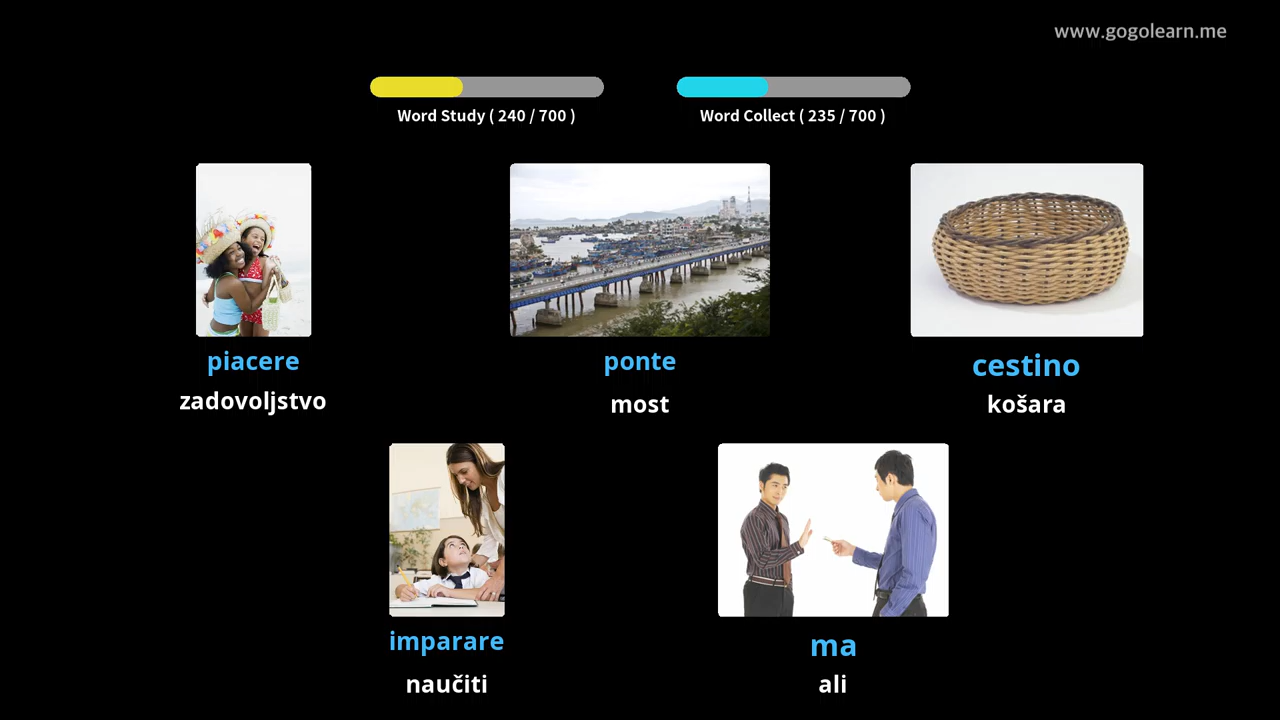 www.gogolearn.me
Word Study ( 240 / 700 )
Word Collect ( 235 / 700 )
piacere
zadovoljstvo
ponte
most
cestino
košara
imparare
naučiti
ma
ali